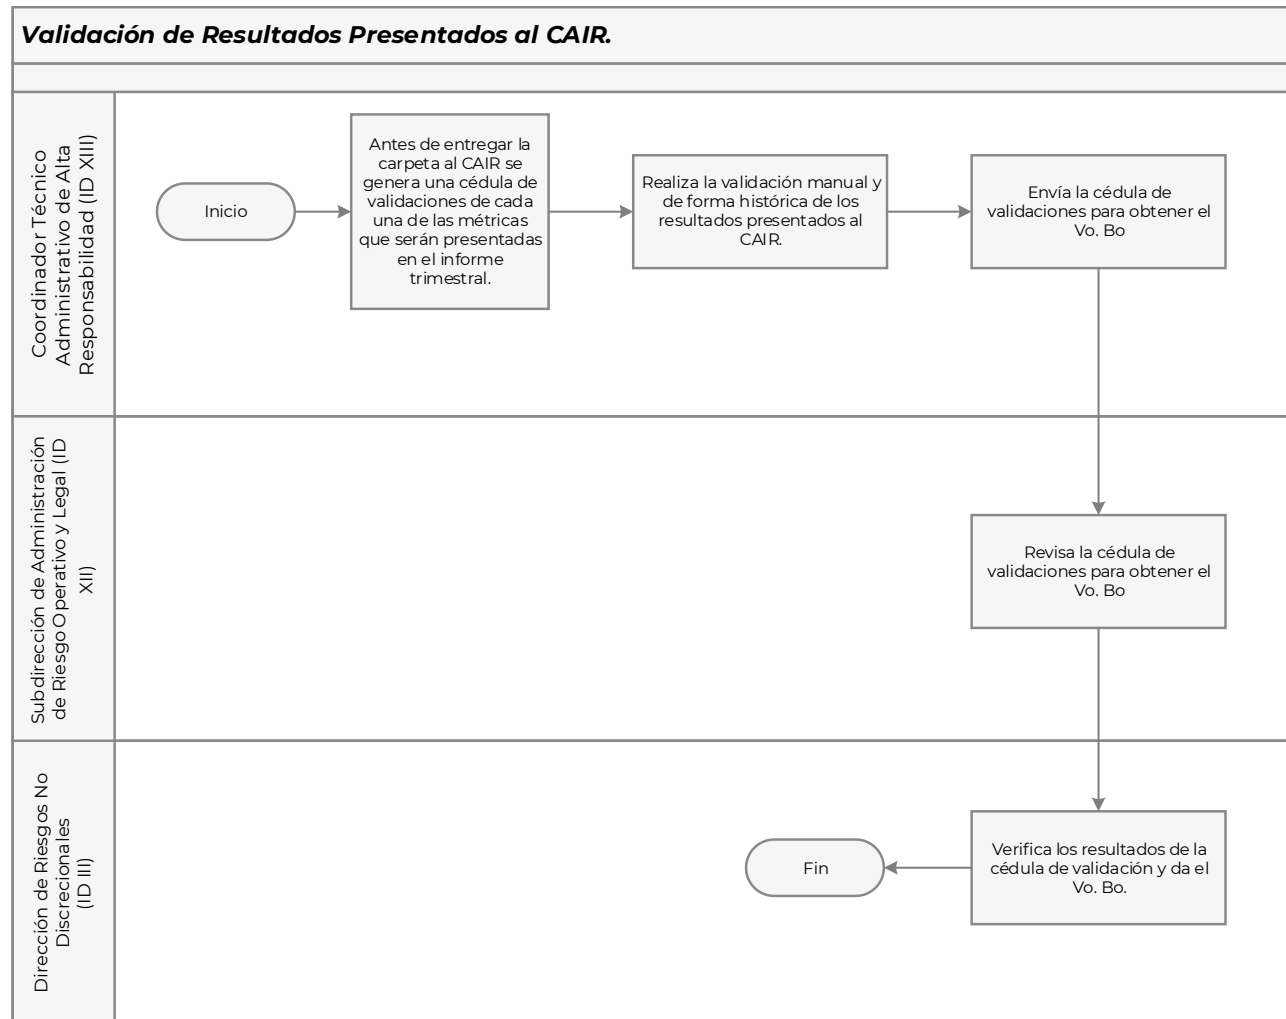 Validación de Resultados Presentados al CAIR.
Coordinador Técnico
Administrativo de Alta
Responsabilidad (ID XIII)
Inicio
Antes de entregar la
carpeta al CAIR se
genera una cédula de
validaciones de cada
una de las métricas
que serán presentadas
en el informe
trimestral.
Realiza la validación manual y
de forma histórica de los
resultados presentados al
CAIR.
Envía la cédula de
validaciones para obtener el
Vo. Bo
Subdirección de Administración
de Riesgo Operativo y Legal (ID
XII)
Revisa la cédula de
validaciones para obtener el
Vo. Bo
Dirección de Riesgos No
Discrecionales
(ID III)
Fin
Verifica los resultados de la
cédula de validación y da el
Vo. Bo.